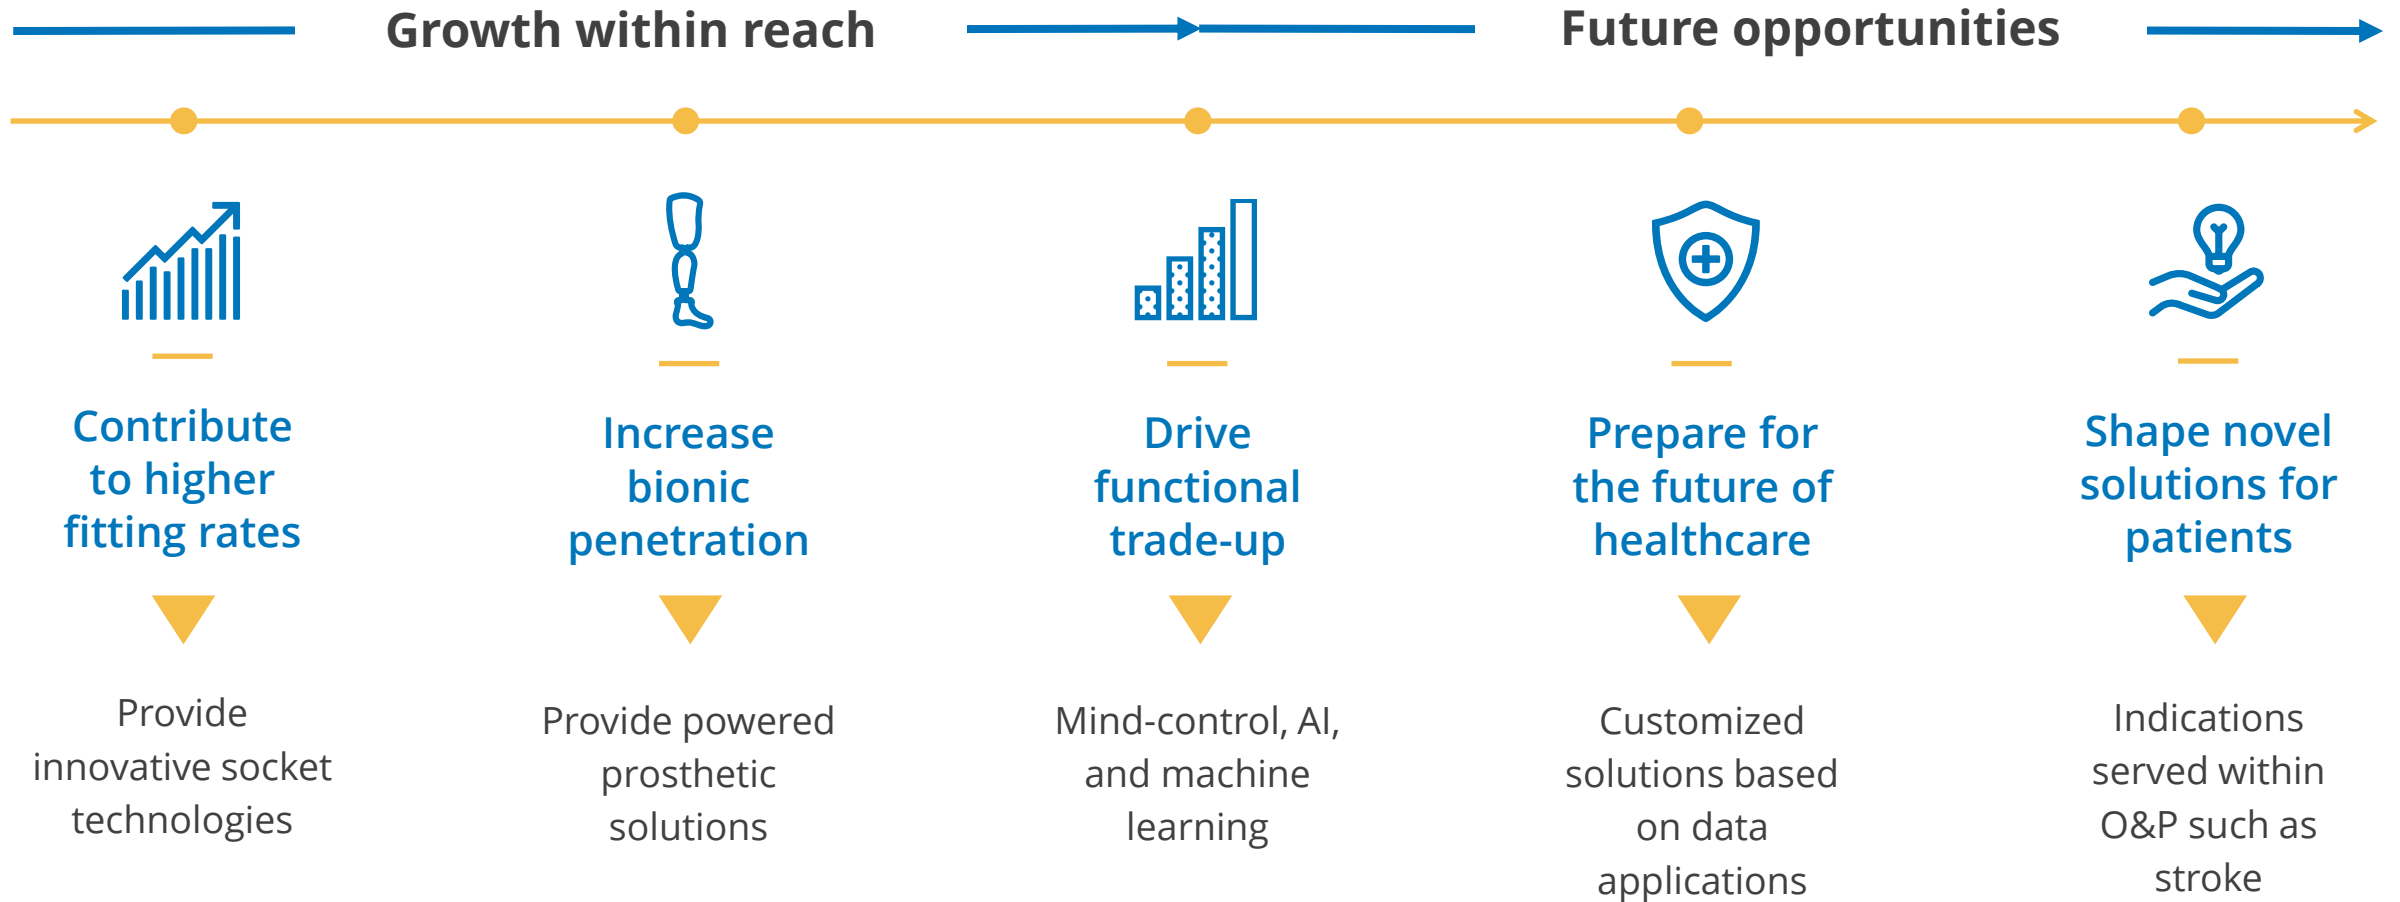 Growth within reach
Future opportunities
Contribute
to higher
fitting rates
Increase
bionic
penetration
Drive
functional
trade-up
Prepare for
the future of
healthcare
Shape novel
solutions for
patients
Provide
innovative socket
technologies
Provide powered
prosthetic
solutions
Mind-control, AI,
and machine
learning
Customized
solutions based
on data
applications
Indications
served within
O&P such as
stroke